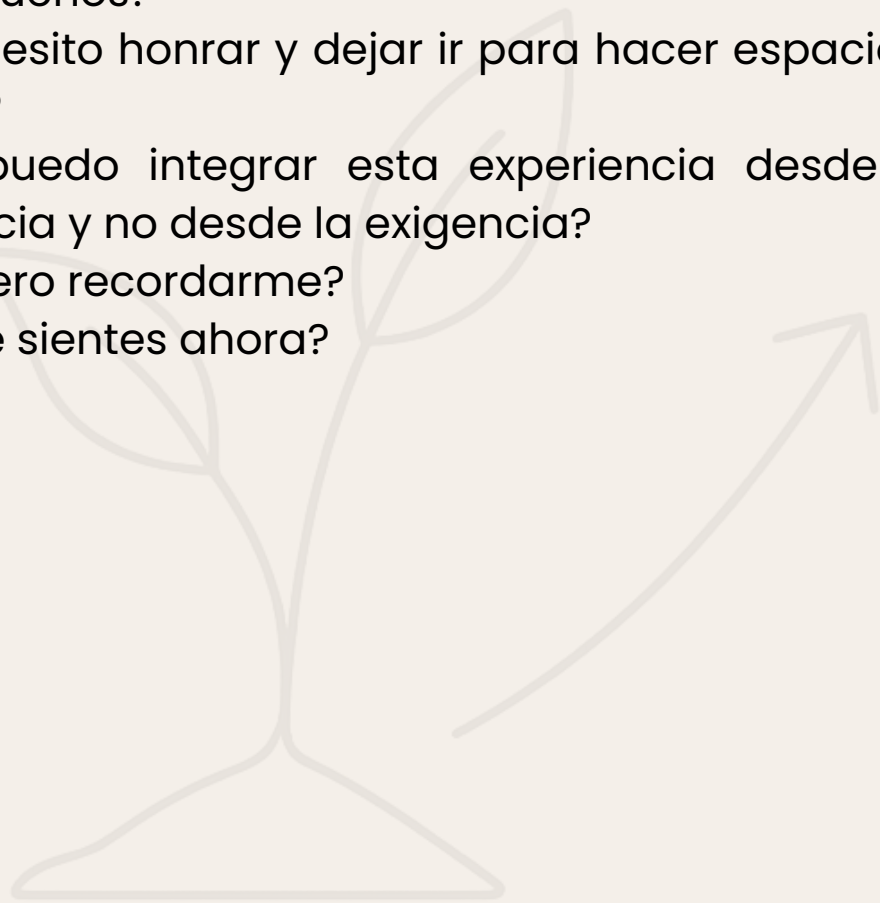 esito honrar y dejar ir para hacer espacio
puedo integrar esta experiencia desde
cia y no desde la exigencia?
ero recordarme?
e sientes ahora?